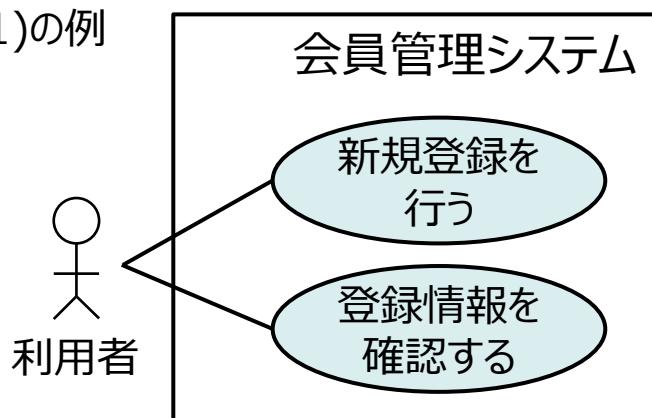 1)の例
会員管理システム
新規登録を
行う
登録情報を
確認する
利用者